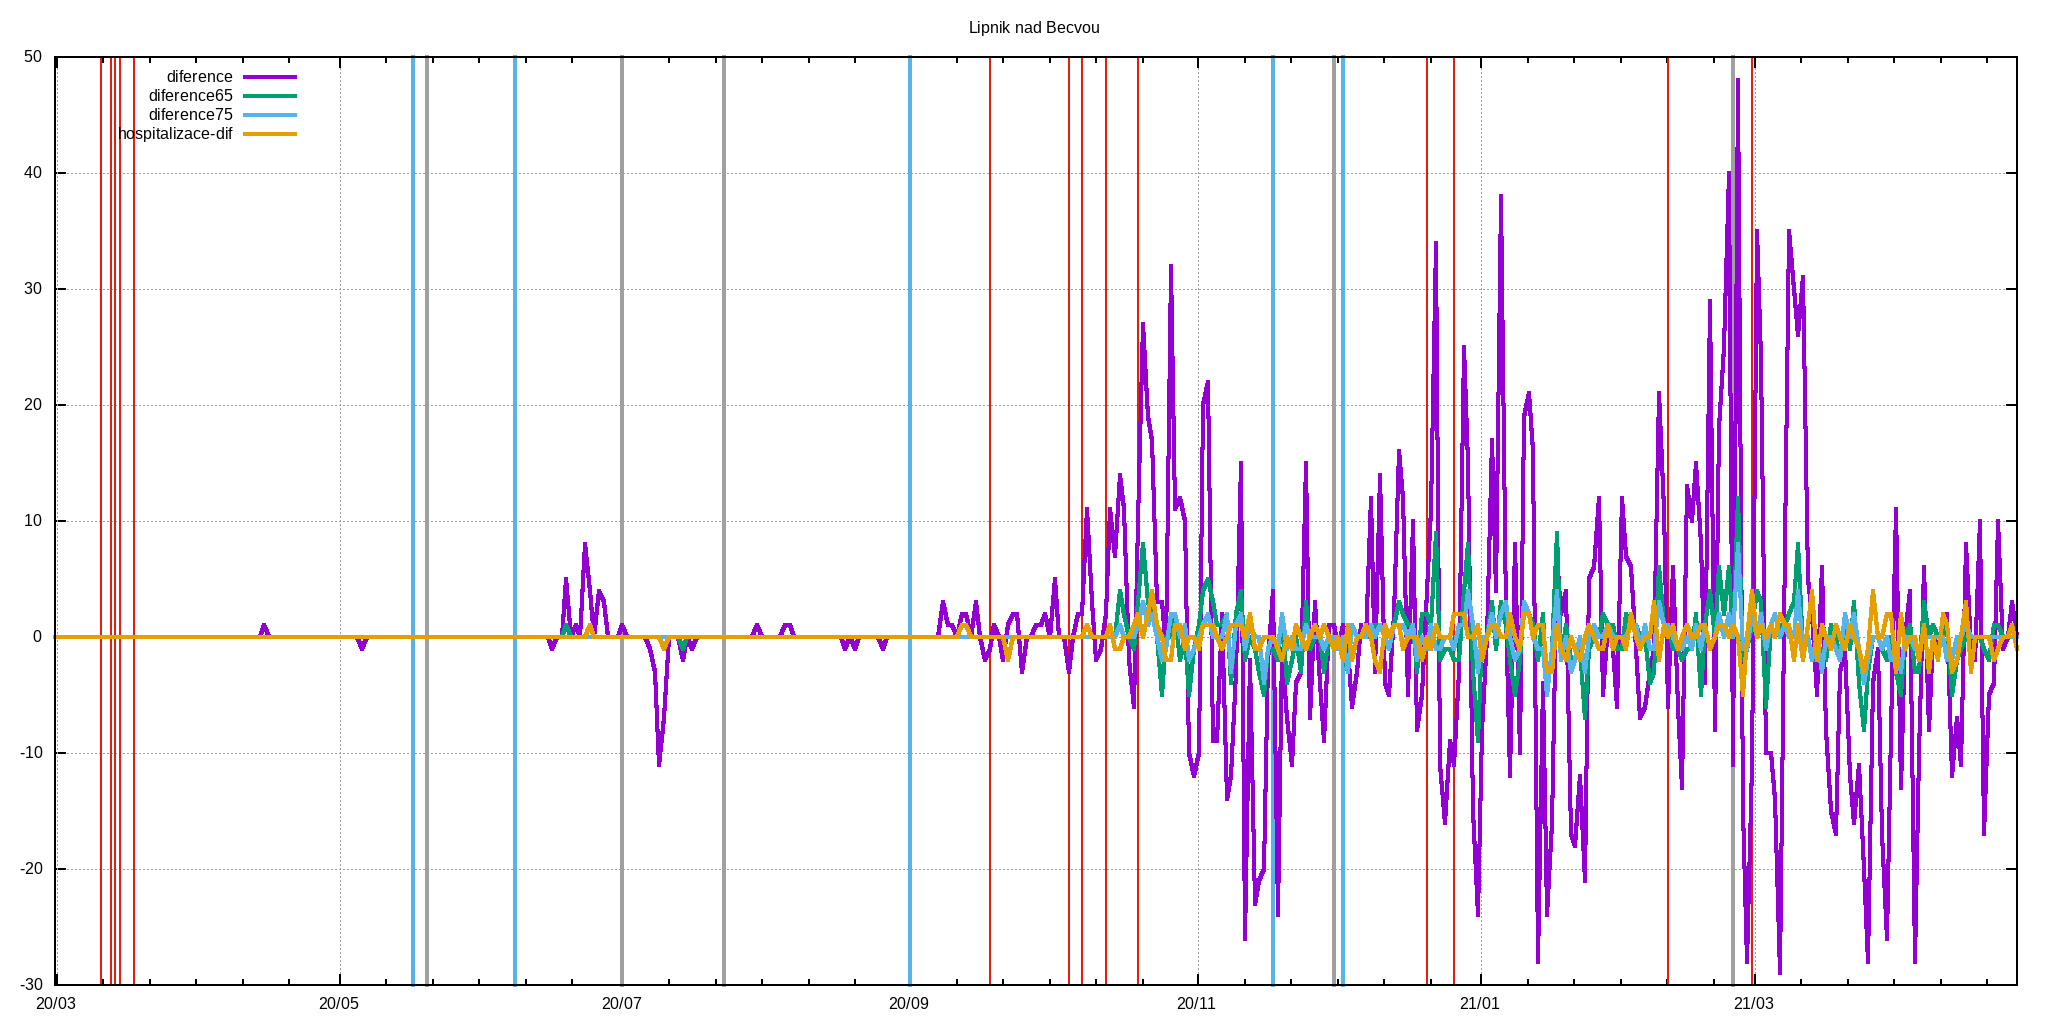 Lipnik nad Becvou
50
40
30
20
10
0
-10
-20
-30
diference
diference65
diference75
hospitalizace-dif
20/03 20/05 20/07 20/09 20/11 21/01 21/03